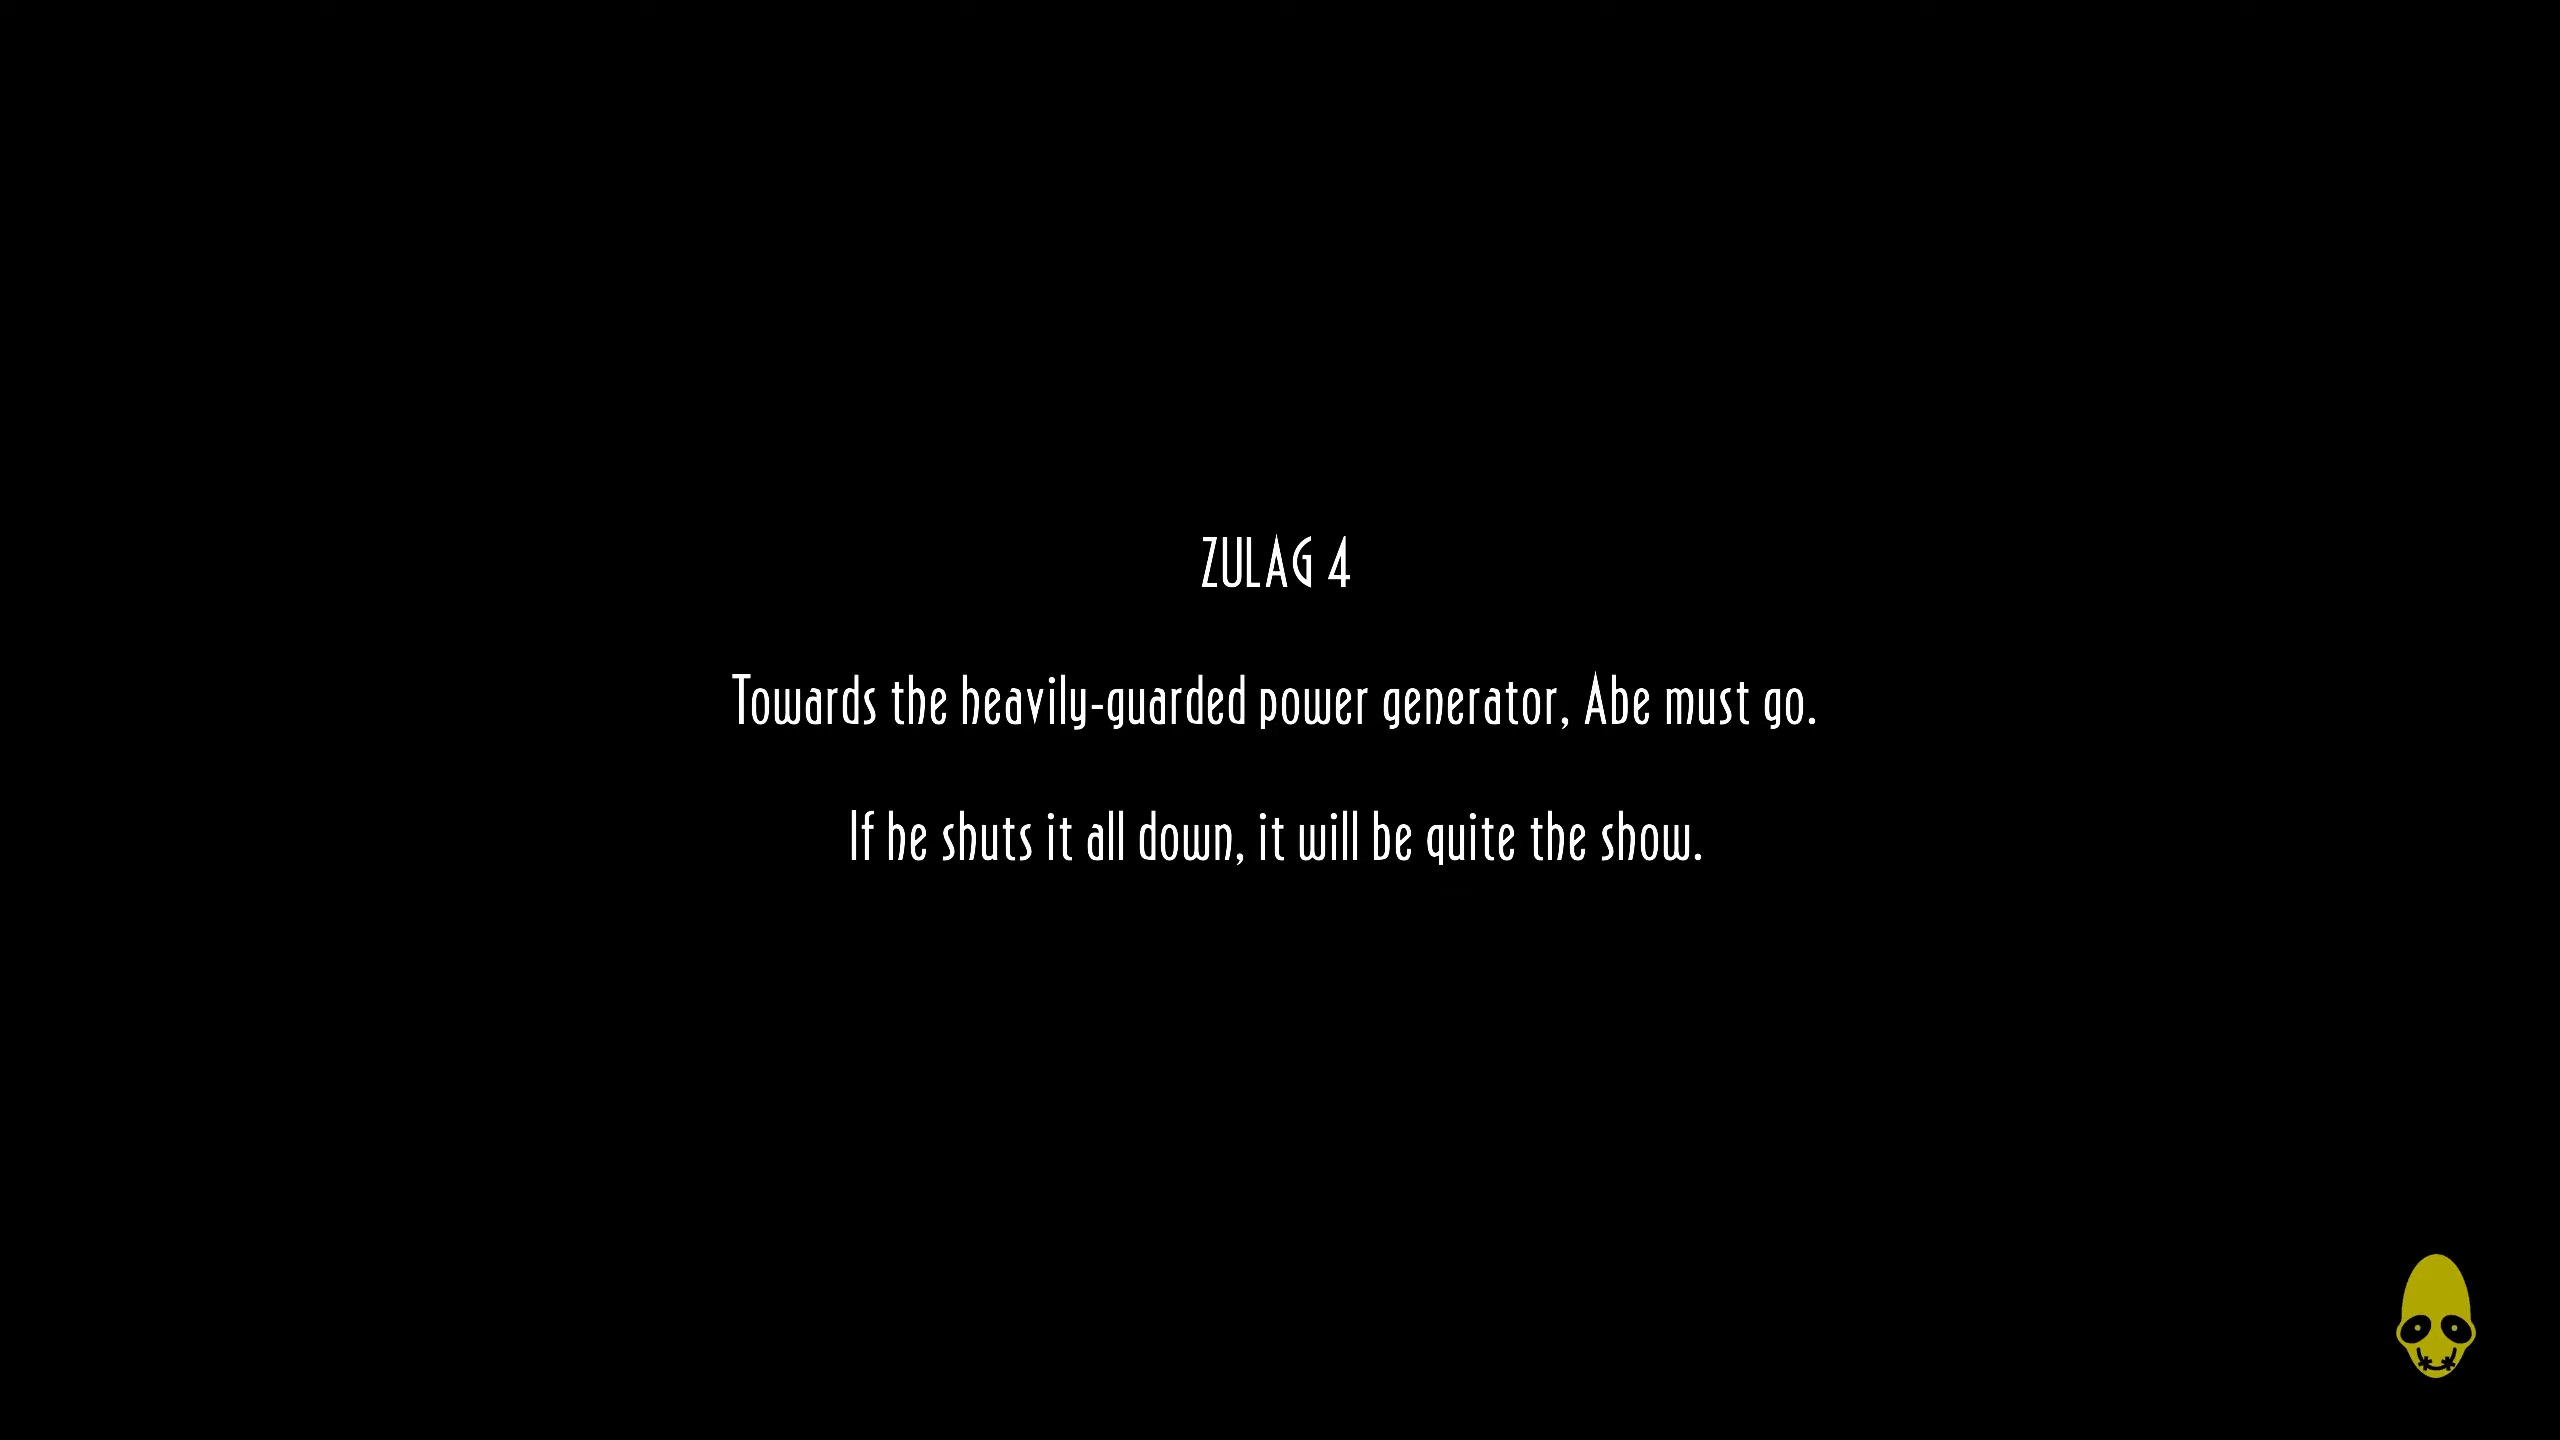 ZULAG 4
Towards the heavily-guarded power generator, Abe must go.
If he shuts it all down, it will be quite the show.